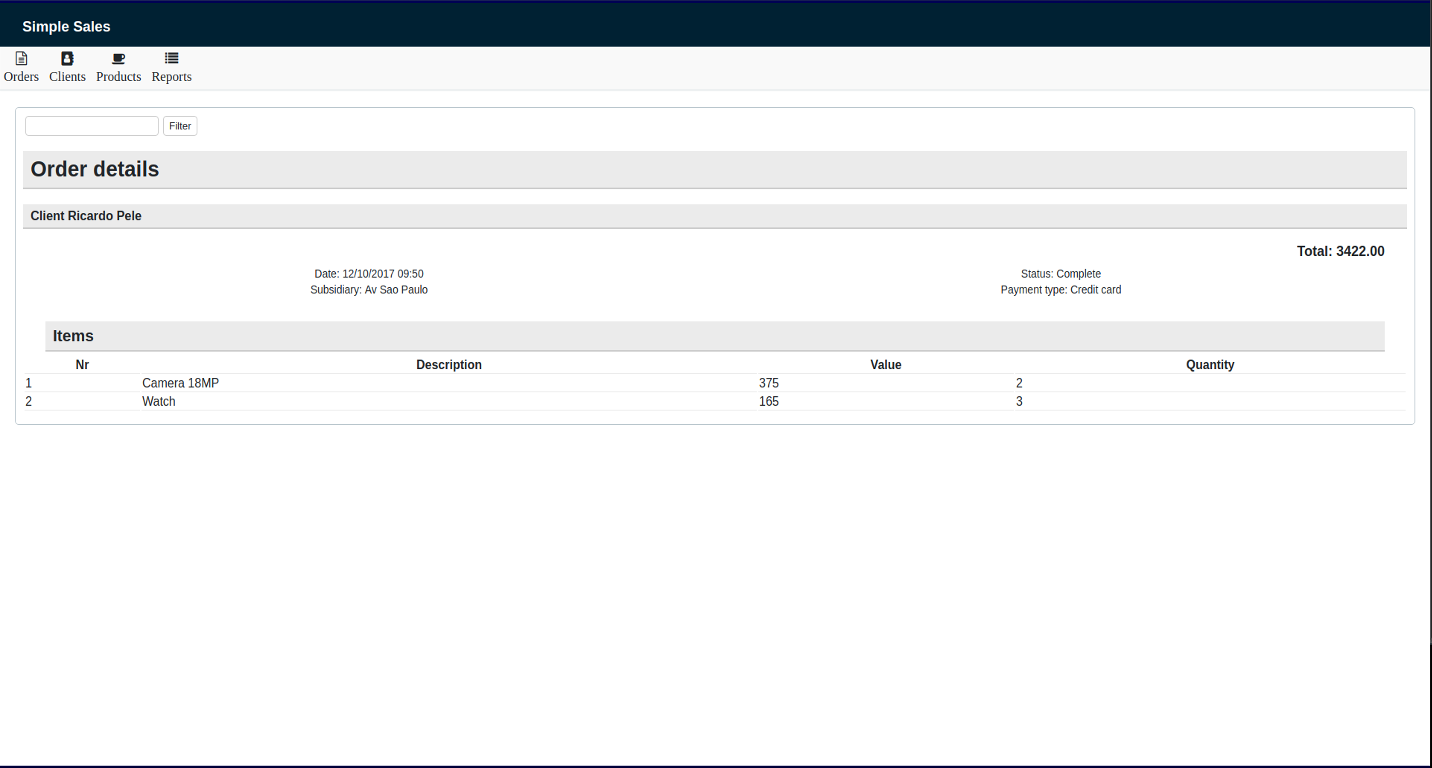 Simple Sales
Orders Clients Products Reports
Filter
Order details
Client Ricardo Pele
Total: 3422.00
Date: 12/10/2017 09:50 Status: Complete
Subsidiary: Av Sao Paulo Payment type: Credit card
Items
Nr Description Value Quantity
1 Camera 18MP 375 2
2 Watch 165 3